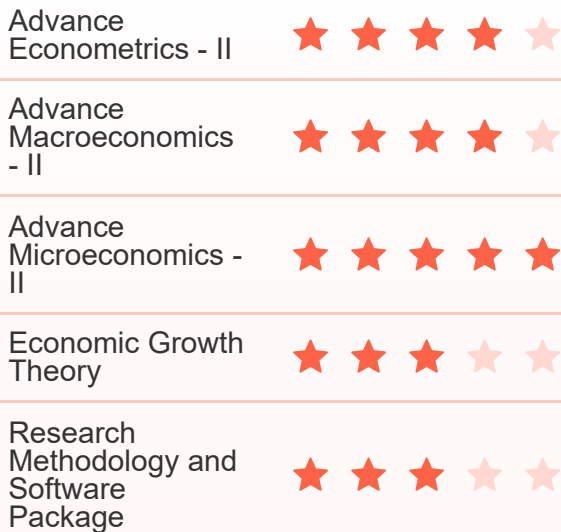 Advance
Econometrics - II
Advance
Macroeconomics
- II
Advance
Microeconomics -
II
Economic Growth
Theory
Research
Methodology and
Software
Package